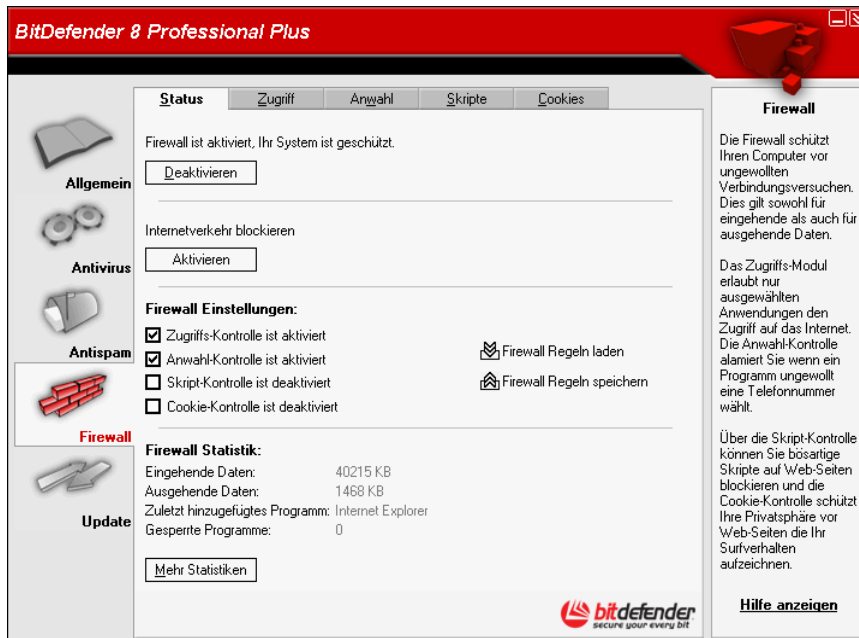 BitDefender 8 Professional Plus
Status
Zugriff
Anwahl
Skripte
Cookies
Allgemein
Antivirus
Antispam
Firewall
Update
Firewall ist aktiviert, Ihr System ist geschützt.
Deaktivieren
Internetverkehr blockieren
Aktivieren
Firewall Einstellungen:
Zugriffs-Kontrolle ist aktiviert
Anwahl-Kontrolle ist aktiviert
Skript-Kontrolle ist deaktiviert
Cookie-Kontrolle ist deaktiviert
Firewall Regeln laden
Firewall Regeln speichern
Firewall Statistik:
Eingehende Daten: 40215 KB
Ausgehende Daten: 1468 KB
Zuletzt hinzugefügtes Programm: Internet Explorer
Gesperrte Programme: 0
Mehr Statistiken
bitdefender
secure your every bit
Firewall
Die Firewall schützt
Ihren Computer vor
ungewollten
Verbindungsversuchen.
Dies gilt sowohl für
eingehende als auch für
ausgehende Daten.
Das Zugriffs-Modul
erlaubt nur
ausgewählten
Anwendungen den
Zugriff auf das Internet.
Die Anwahl-Kontrolle
alamiert Sie wenn ein
Programm ungewollt
eine Telefonnummer
wählt.
Über die Skript-Kontrolle
können Sie bösartige
Skripte auf Web-Seiten
blockieren und die
Cookie-Kontrolle schützt
Ihre Privatsphäre vor
Web-Seiten die Ihr
Surfverhalten
aufzeichnen.
Hilfe anzeigen